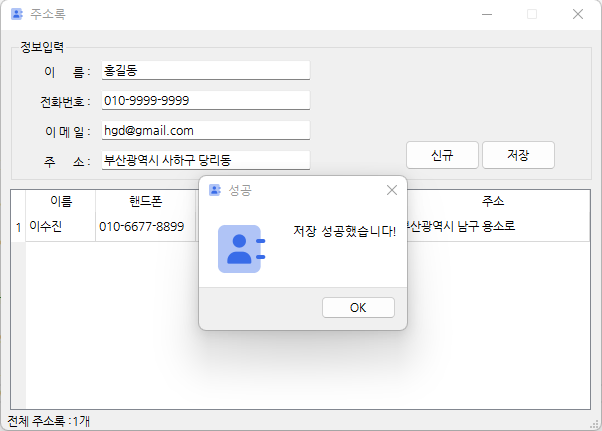 주소록
정보입력
이 름 :
홍길동
전화번호 :
010-9999-9999
이 메 일 :
hgd@gmail.com
주 소 :
부산광역시 사하구 당리동
신규
저장
이름
핸드폰
주소
1
이수진
010-6677-8899
부산광역시 남구 용소로
성공
저장 성공했습니다!
OK
전체 주소록 :1개